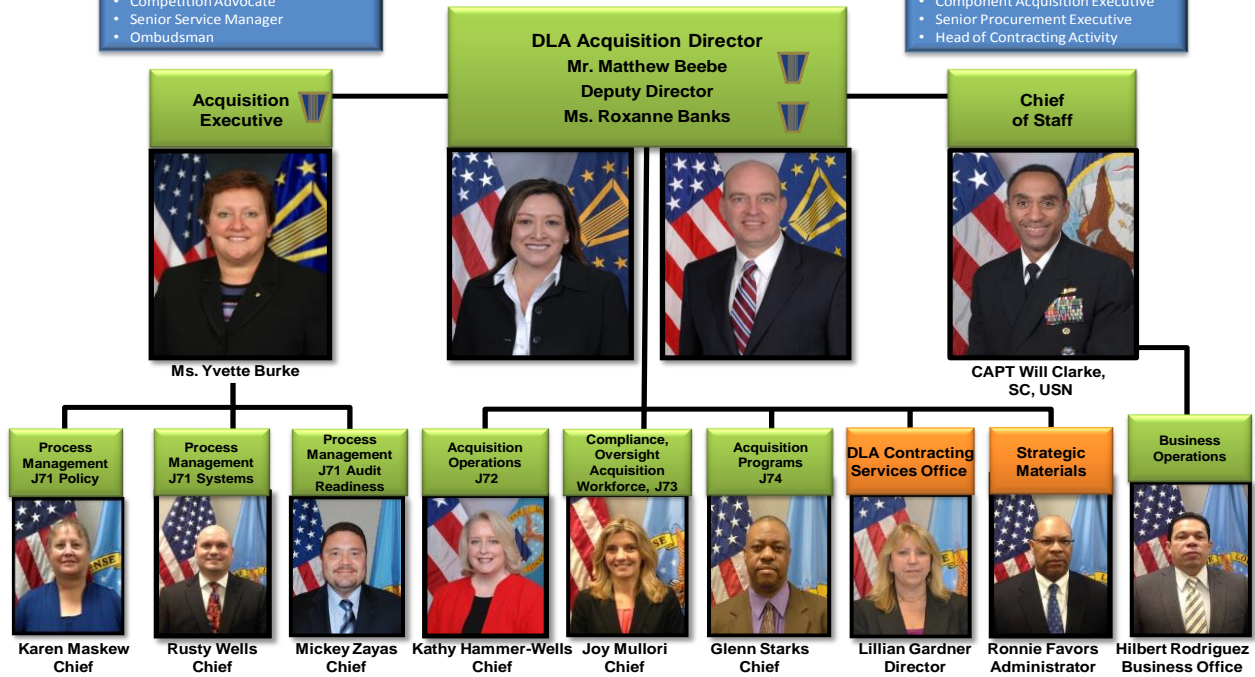 • Competition Advocate
• Senior Service Manager
• Ombudsman
• Component Acquisition Executive
• Senior Procurement Executive
• Head of Contracting Activity
DLA Acquisition Director
Mr. Matthew Beebe
Deputy Director
Ms. Roxanne Banks
Acquisition
Executive
Chief
of Staff
Ms. Yvette Burke
CAPT Will Clarke,
SC, USN
Process
Management
J71 Policy
Process
Management
J71 Systems
Process
Management
J71 Audit
Readiness
Acquisition
Operations
J72
Compliance,
Oversight
Acquisition
Workforce, J73
Acquisition
Programs
J74
DLA Contracting
Services Office
Strategic
Materials
Business
Operations
Karen Maskew
Chief
Rusty Wells
Chief
Mickey Zayas
Chief
Kathy Hammer-Wells
Chief
Joy Mullori
Chief
Glenn Starks
Chief
Lillian Gardner
Director
Ronnie Favors
Administrator
Hilbert Rodriguez
Business Office